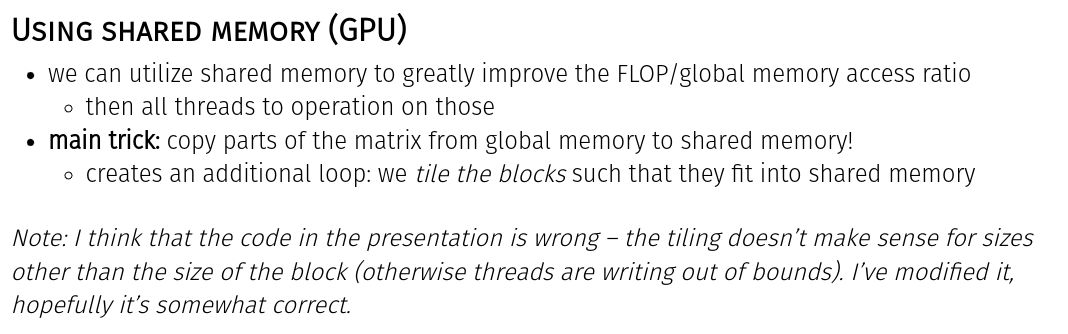 USING SHARED MEMORY (GPU)
• we can utilize shared memory to greatly improve the FLOP/global memory access ratio
◦ then all threads to operation on those
• main trick: copy parts of the matrix from global memory to shared memory!
◦ creates an additional loop: we tile the blocks such that they fit into shared memory
Note: I think that the code in the presentation is wrong – the tiling doesn't make sense for sizes
other than the size of the block (otherwise threads are writing out of bounds). I've modified it,
hopefully it's somewhat correct.